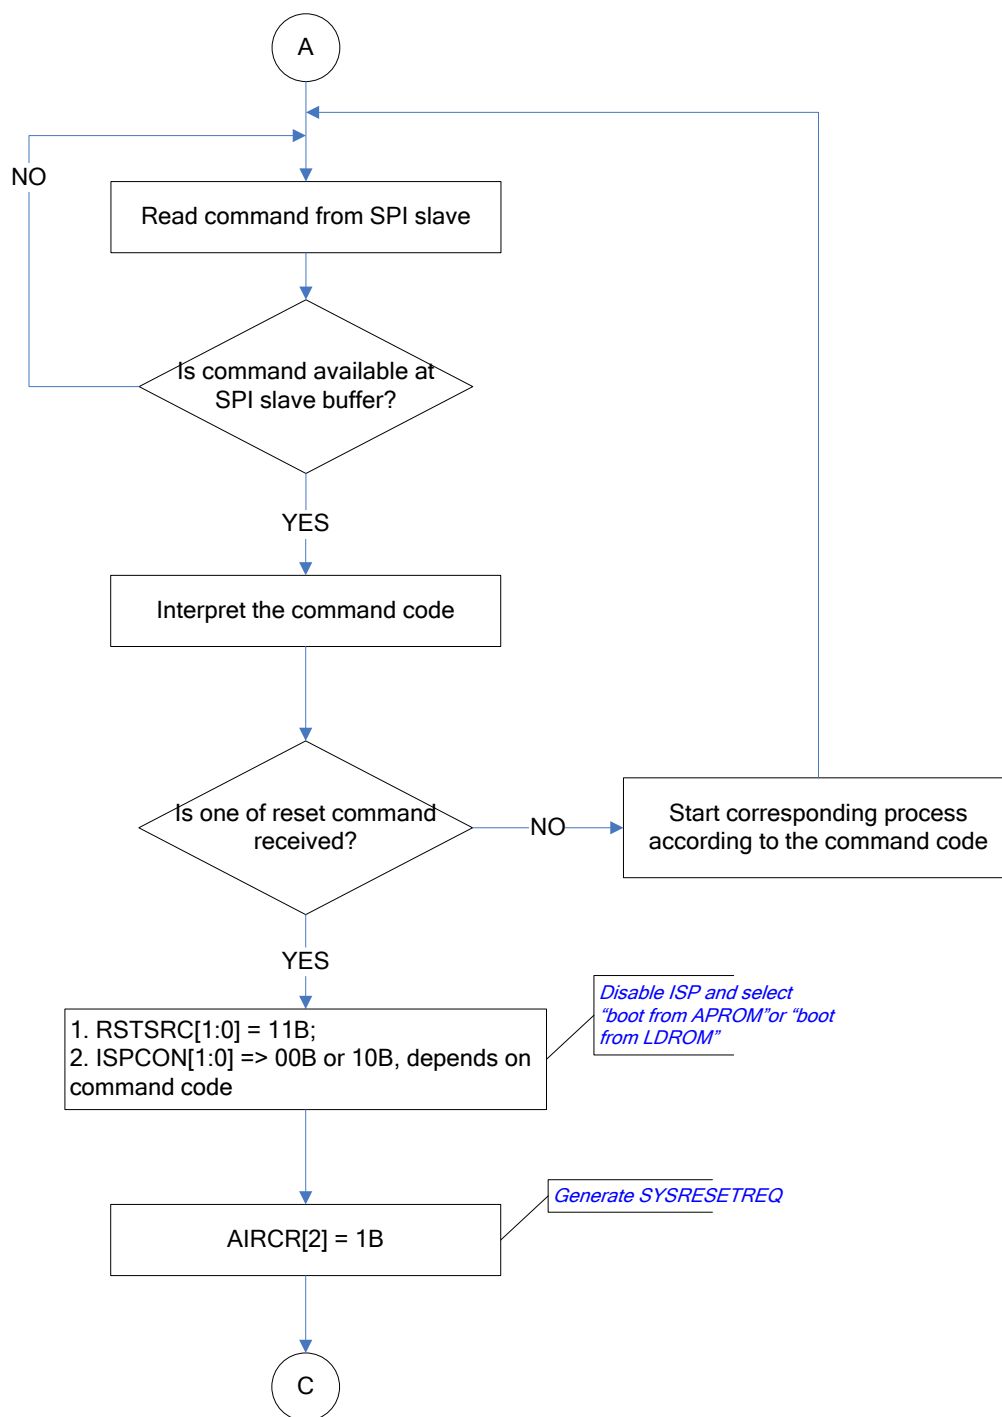 A
NO
Read command from SPI slave
Is command available at
SPI slave buffer?
YES
Interpret the command code
Is one of reset command
received?
NO
Start corresponding process
according to the command code
YES
1. RSTSRC[1:0] = 11B;
2. ISPCON[1:0] => 00B or 10B, depends on
command code
Disable ISP and select
“boot from APROM”or “boot
from LDROM”
Generate SYSRESETREQ
AIRCR[2] = 1B
C